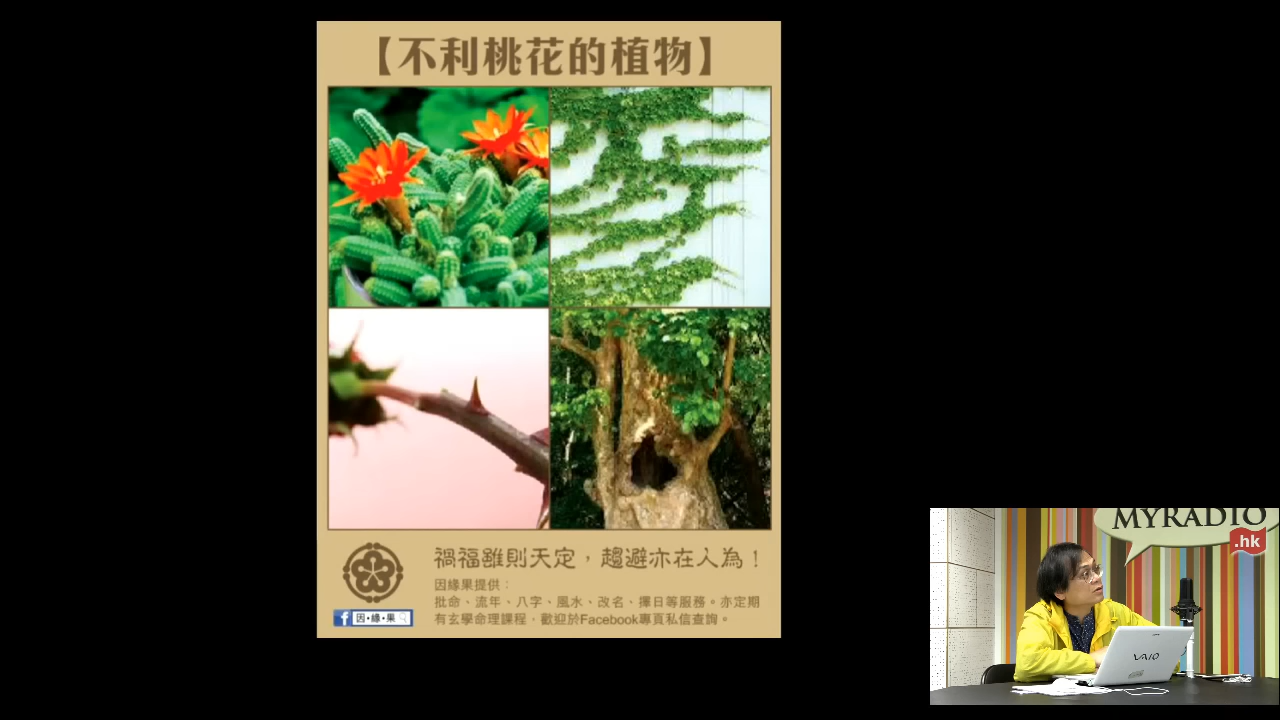 【不利桃花的植物】
禍福雖則天定，趨避亦在人為！
因緣果提供：
批命、流年、八字、風水、改名、擇日等服務。亦定期
有玄學命理課程，歡迎於Facebook專頁私信查詢。
f 因•緣•果
MYRADIO
.hk
VAIO